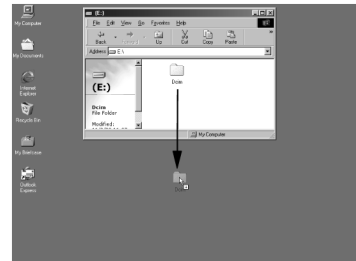 My Computer
My Documents
Internet
Explorer
Recycle Bin
My Briefcase
Outlook
Express
(E:)
File Edit View Go Favorites Help
Back Up Cut Copy Paste
Address E:\
(E:)
Dcim
File Folder
Modified:
Dcim
My Computer
Dcim